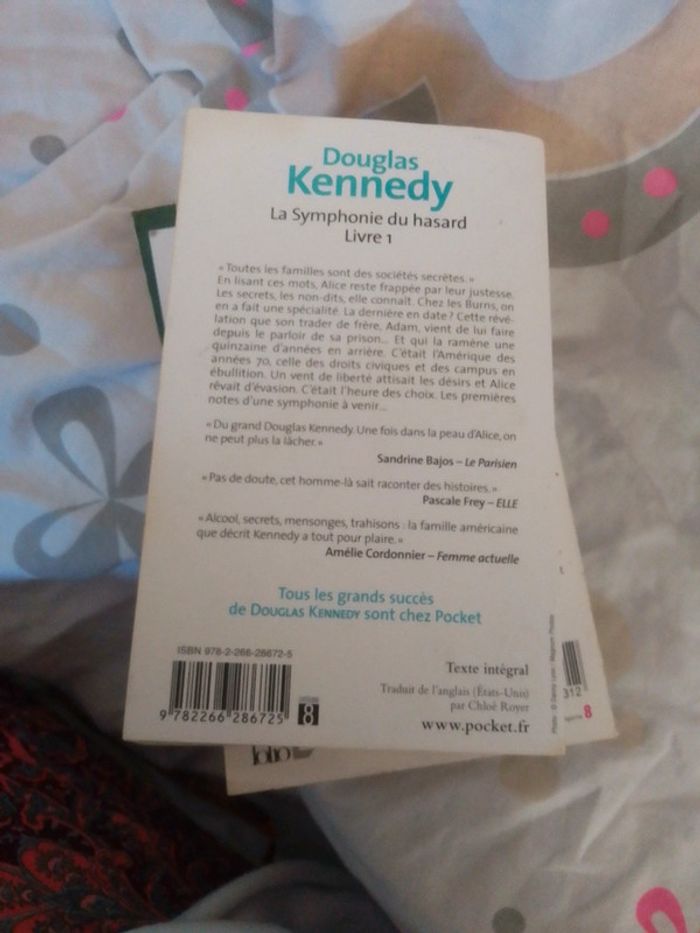 Douglas
Kennedy
La Symphonie du hasard
Livre 1
« Toutes les familles sont des sociétés secrètes. »
En lisant ces mots, Alice reste frappée par leur justesse.
Les secrets, les non-dits, elle connaît. Chez les Burns, on
en a fait une spécialité. La dernière en date ? Cette révé-
lation que son trader de frère, Adam, vient de lui faire
depuis le parloir de sa prison... Et qui la ramène une
quinzaine d'années en arrière. C'était l'Amérique des
années 70, celle des droits civiques et des campus en
ébullition. Un vent de liberté attisait les désirs et Alice
rêvait d'évasion. C'était l'heure des choix. Les premières
notes d'une symphonie à venir...
« Du grand Douglas Kennedy. Une fois dans la peau d'Alice, on
ne peut plus la lâcher. »
Sandrine Bajos – Le Parisien
« Pas de doute, cet homme-là sait raconter des histoires. »
Pascale Frey – ELLE
« Alcool, secrets, mensonges, trahisons : la famille américaine
que décrit Kennedy a tout pour plaire. »
Amélie Cordonnier – Femme actuelle
Tous les grands succès
de DOUGLAS KENNEDY sont chez Pocket
ISBN 978-2-266-28672-5
9 782266 286725
8
Texte intégral
Traduit de l'anglais (États-Unis)
par Chloé Royer
www.pocket.fr
Photo : © Danny Lyon / Magnum Photos
312
8
folio